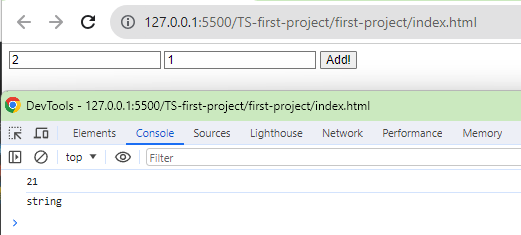 127.0.0.1:5500/TS-first-project/first-project/index.html
2 1 Add!
DevTools - 127.0.0.1:5500/TS-first-project/first-project/index.html
Elements Console Sources Lighthouse Network Performance Memory
top Filter
21
string